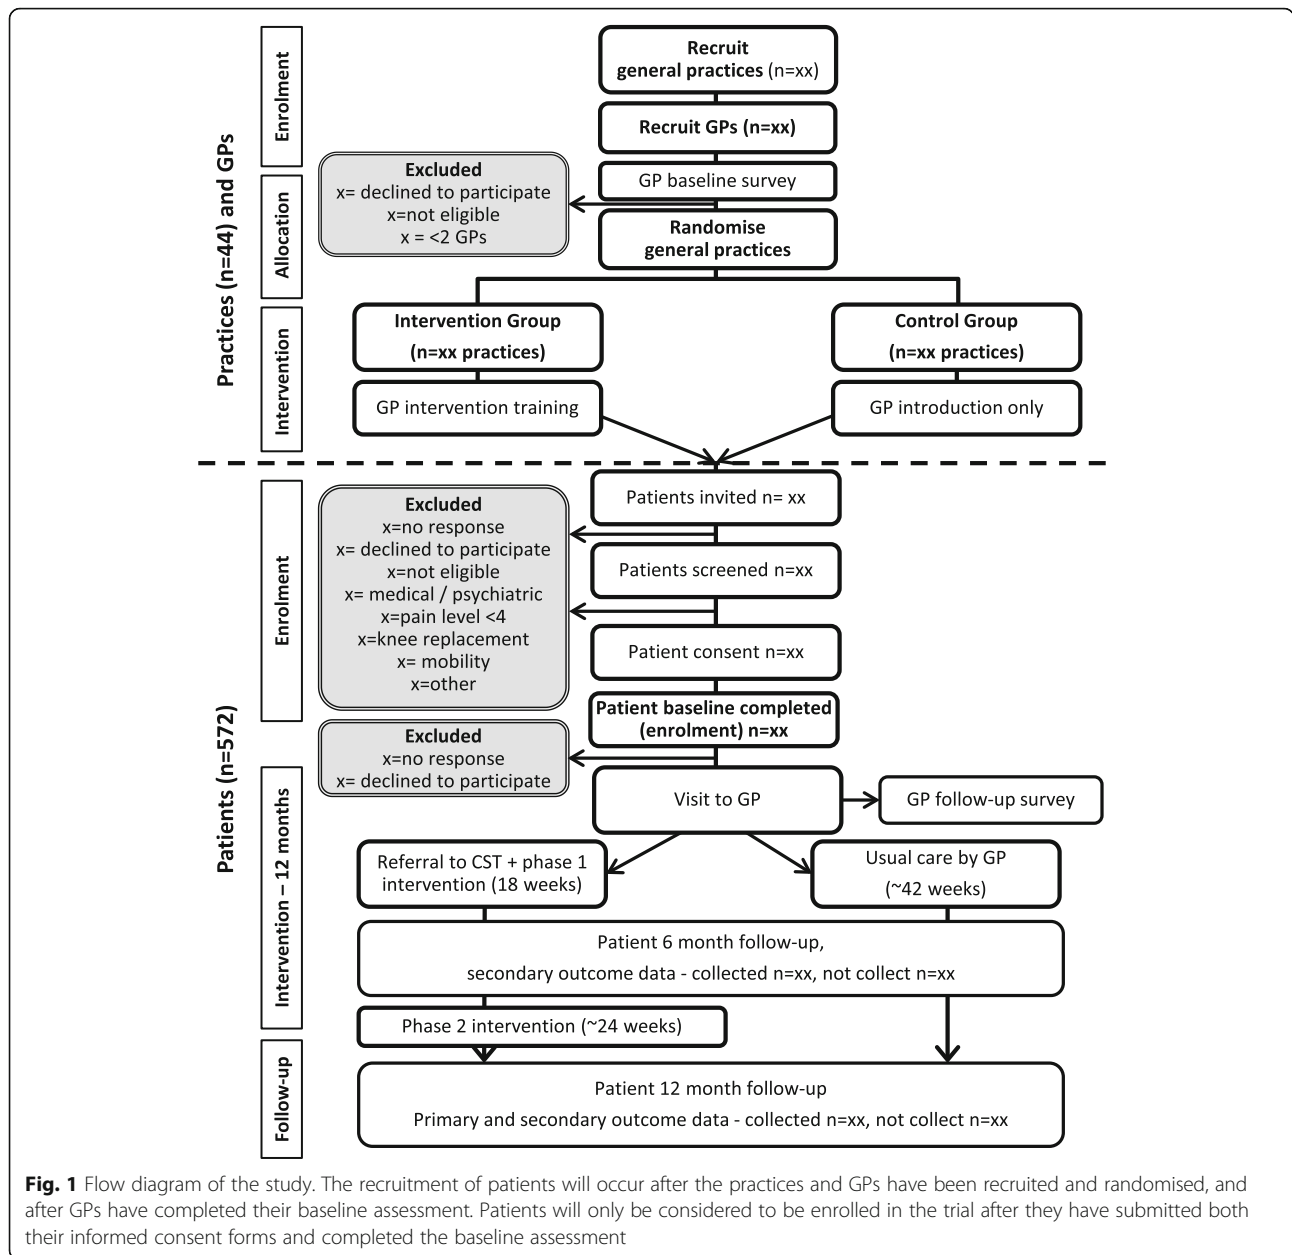 Practices (n=44) and GPs
Enrolment
Recruit
general practices (n=xx)
Recruit GPs (n=xx)
Allocation
GP baseline survey
Excluded
x= declined to participate
x=not eligible
x = <2 GPs
Randomise
general practices
Intervention
Intervention Group
(n=xx practices)
Control Group
(n=xx practices)
GP intervention training
GP introduction only
Patients (n=572)
Enrolment
Patients invited n= xx
Excluded
x=no response
x= declined to participate
x=not eligible
x= medical / psychiatric
x=pain level <4
x=knee replacement
x= mobility
x=other
Patients screened n=xx
Patient consent n=xx
Patient baseline completed
(enrolment) n=xx
Excluded
x=no response
x= declined to participate
Intervention – 12 months
Visit to GP
GP follow-up survey
Referral to CST + phase 1
intervention (18 weeks)
Usual care by GP
(~42 weeks)
Patient 6 month follow-up,
secondary outcome data - collected n=xx, not collect n=xx
Phase 2 intervention (~24 weeks)
Follow-up
Patient 12 month follow-up
Primary and secondary outcome data - collected n=xx, not collect n=xx
Fig. 1 Flow diagram of the study. The recruitment of patients will occur after the practices and GPs have been recruited and randomised, and
after GPs have completed their baseline assessment. Patients will only be considered to be enrolled in the trial after they have submitted both
their informed consent forms and completed the baseline assessment